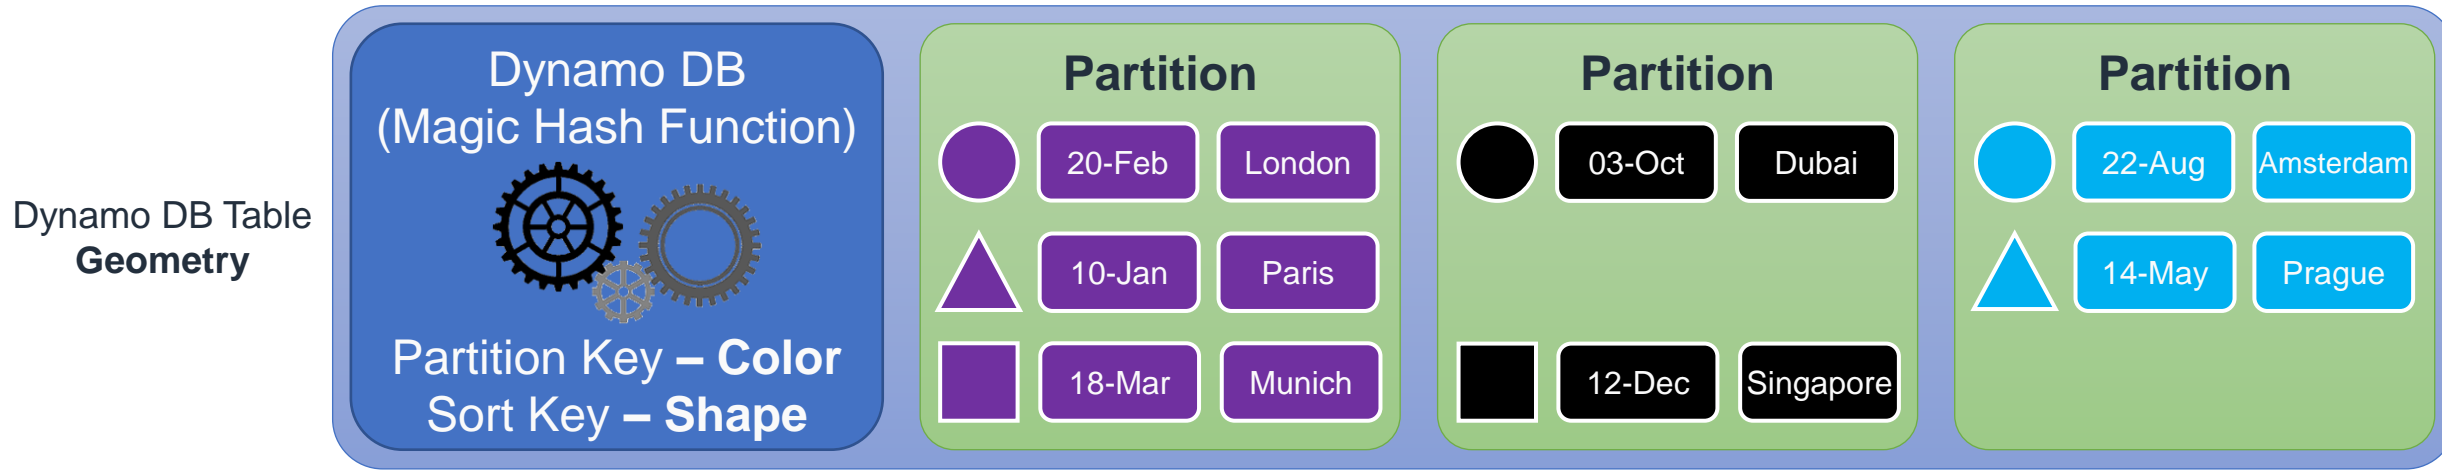 Dynamo DB Table
Geometry
Dynamo DB
(Magic Hash Function)
Partition Key – Color
Sort Key – Shape
Partition
20-Feb London
10-Jan Paris
18-Mar Munich
Partition
03-Oct Dubai
12-Dec Singapore
Partition
22-Aug Amsterdam
14-May Prague